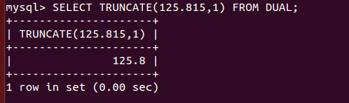 mysql> SELECT TRUNCATE(125.815,1) FROM DUAL;
+---------------------+
| TRUNCATE(125.815,1) |
+---------------------+
|               125.8 |
+---------------------+
1 row in set (0.00 sec)